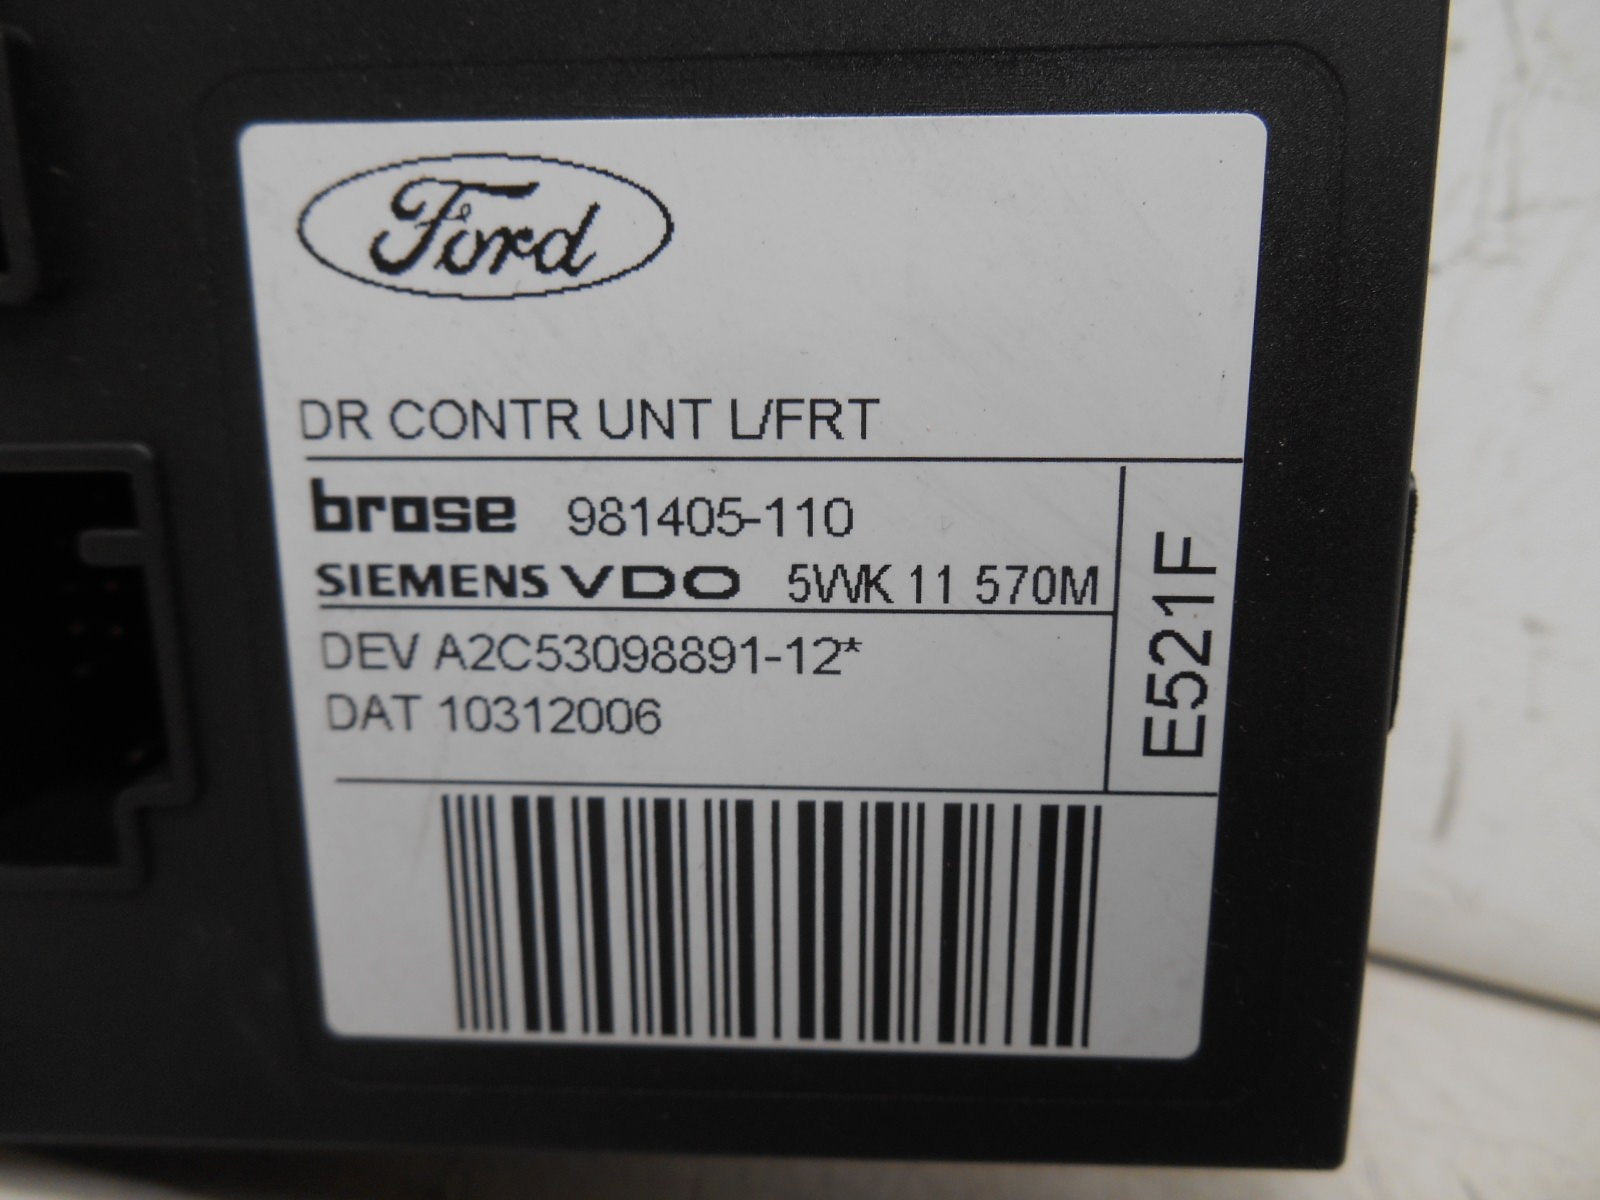 Ford
DR CONTR UNT L/FRT
brose 981405-110
SIEMENS VDO 5WK 11 570M
DEV A2C53098891-12*
DAT 10312006
E521F